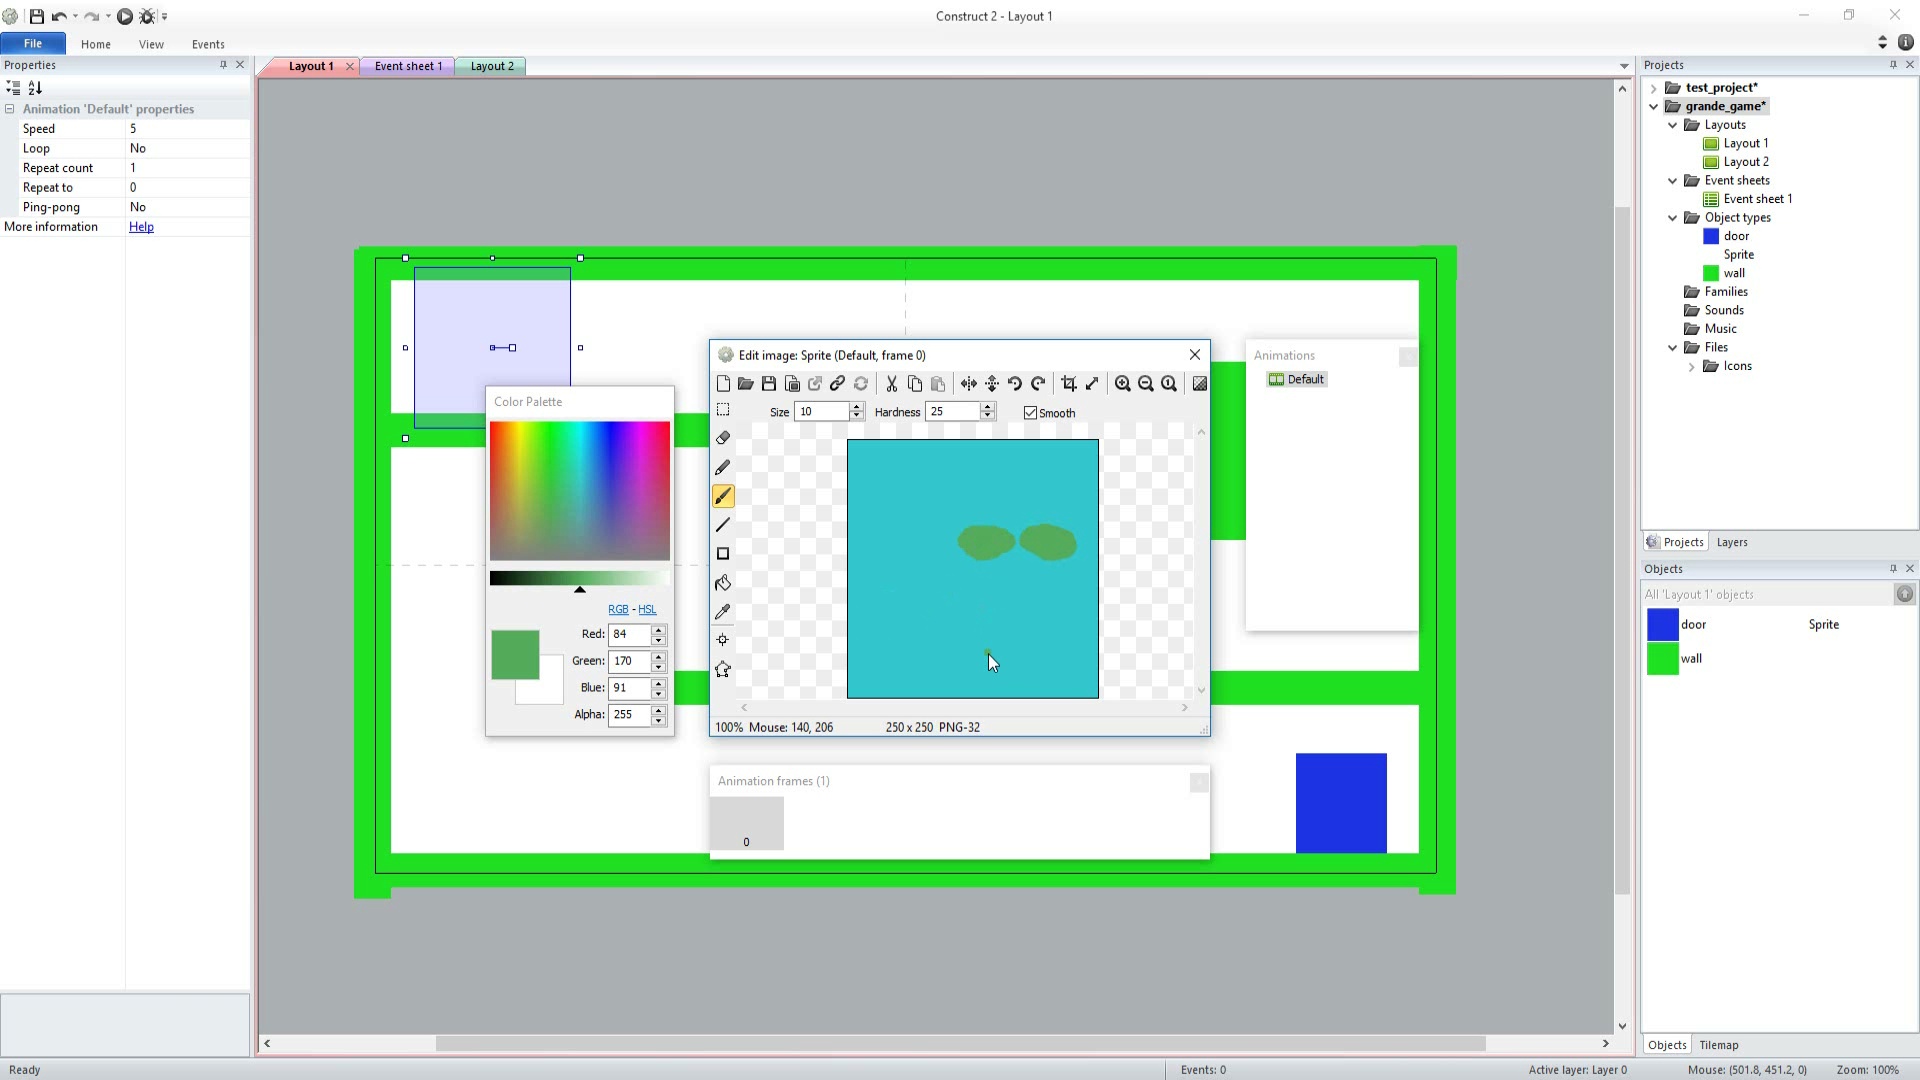 Construct 2 - Layout 1
File Home View Events
Properties
Layout 1 Event sheet 1 Layout 2
Projects
Animation 'Default' properties
Speed 5
Loop No
Repeat count 1
Repeat to 0
Ping-pong No
More information Help
test_project*
grande_game*
Layouts
Layout 1
Layout 2
Event sheets
Event sheet 1
Object types
door
Sprite
wall
Families
Sounds
Music
Files
Icons
Projects Layers
Edit image: Sprite (Default, frame 0)
Size 10 Hardness 25 Smooth
100% Mouse: 140, 206 250 x 250 PNG-32
Animations
Default
Color Palette
RGB - HSL
Red: 84
Green: 170
Blue: 91
Alpha: 255
Animation frames (1)
0
Objects
All 'Layout 1' objects
door Sprite
wall
Objects Tilemap
Ready Events: 0 Active layer: Layer 0 Mouse: (501.8, 451.2, 0) Zoom: 100%